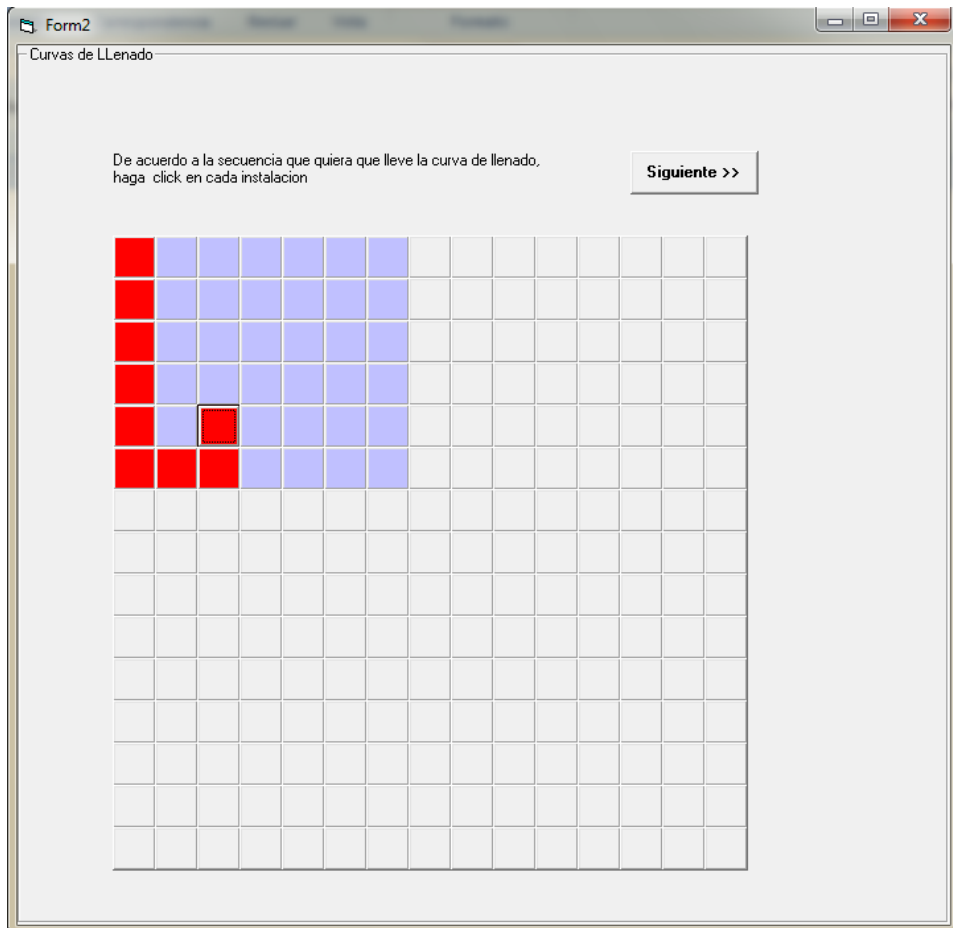 Form2
Curvas de LLenado
De acuerdo a la secuencia que quiera que lleve la curva de llenado,
haga click en cada instalacion
Siguiente >>